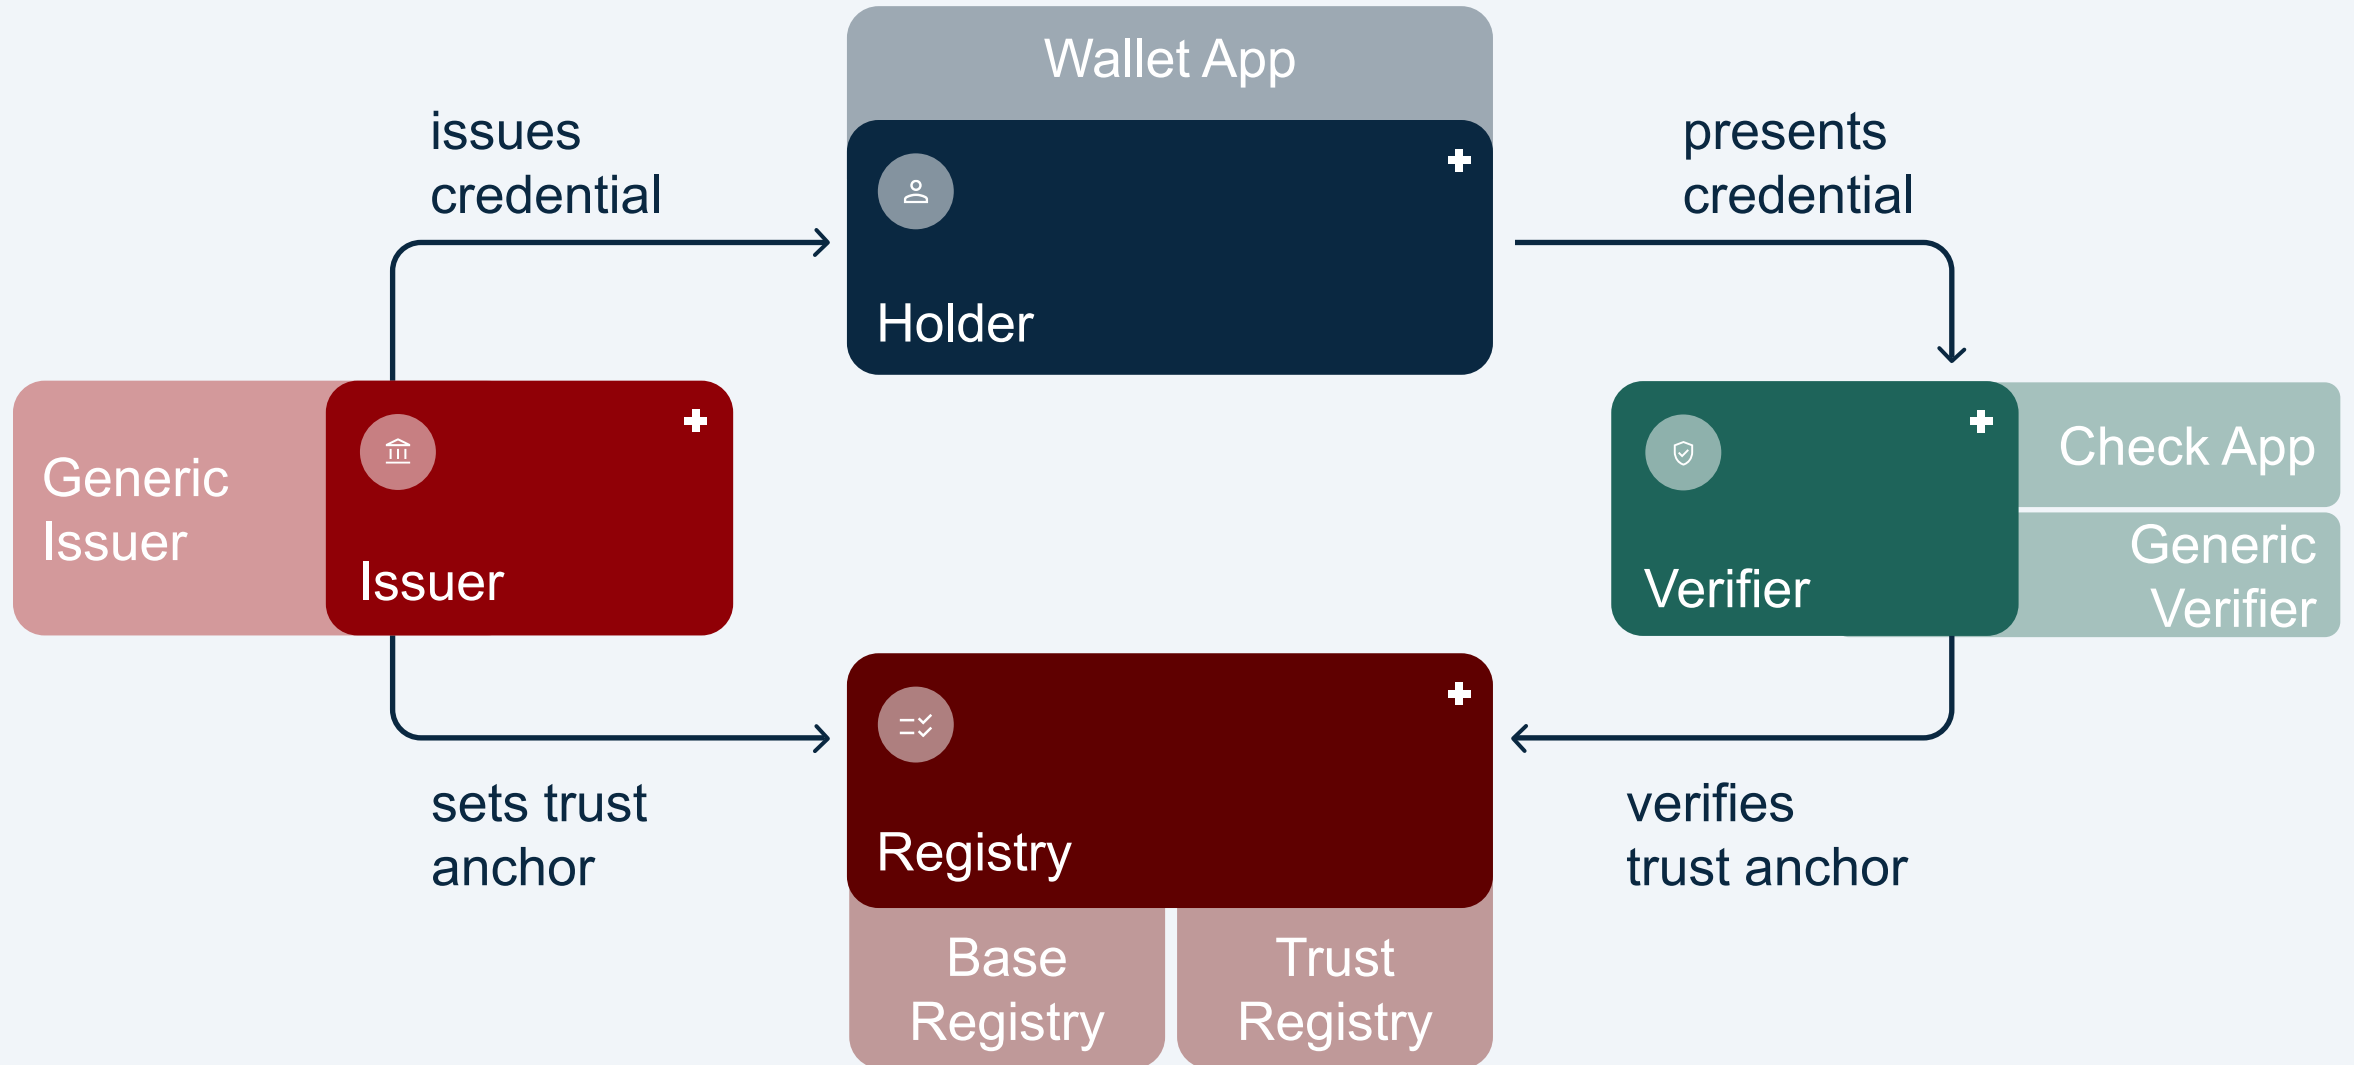 Wallet App
issues
credential
presents
credential
Holder
Generic
Issuer
Issuer
Verifier
Check App
Generic
Verifier
sets trust
anchor
Registry
verifies
trust anchor
Base
Registry
Trust
Registry